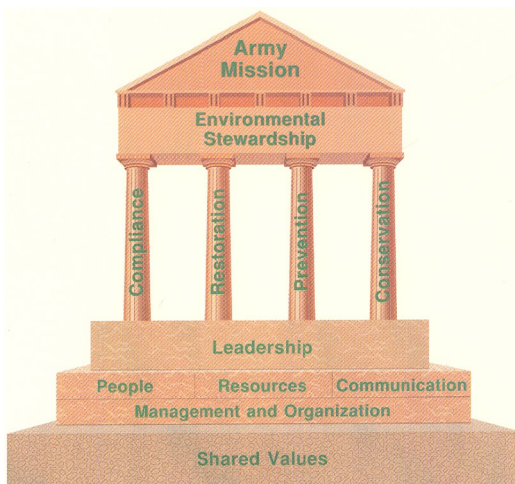 Army
Mission
Environmental
Stewardship
Compliance
Restoration
Prevention
Conservation
Leadership
People Resources Communication
Management and Organization
Shared Values